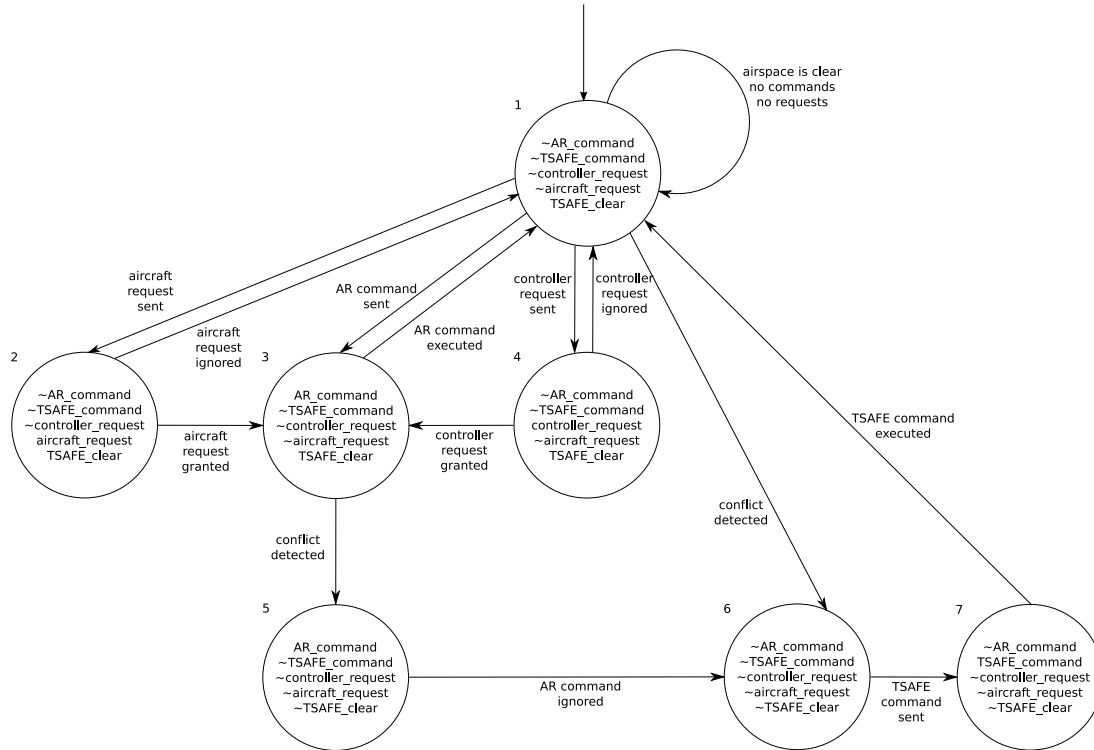 airspace is clear
no commands
no requests
1
~AR_command
~TSAFE_command
~controller_request
~aircraft_request
TSAFE_clear
aircraft
request
sent
aircraft
request
ignored
AR command
sent
AR command
executed
controller
request
sent
controller
request
ignored
2
~AR_command
~TSAFE_command
~controller_request
aircraft_request
TSAFE_clear
aircraft
request
granted
3
AR_command
~TSAFE_command
~controller_request
~aircraft_request
TSAFE_clear
controller
request
granted
4
~AR_command
~TSAFE_command
controller_request
~aircraft_request
TSAFE_clear
TSAFE command
executed
conflict
detected
conflict
detected
5
AR_command
~TSAFE_command
~controller_request
~aircraft_request
~TSAFE_clear
AR command
ignored
6
~AR_command
~TSAFE_command
~controller_request
~aircraft_request
~TSAFE_clear
TSAFE
command
sent
7
~AR_command
TSAFE_command
~controller_request
~aircraft_request
~TSAFE_clear